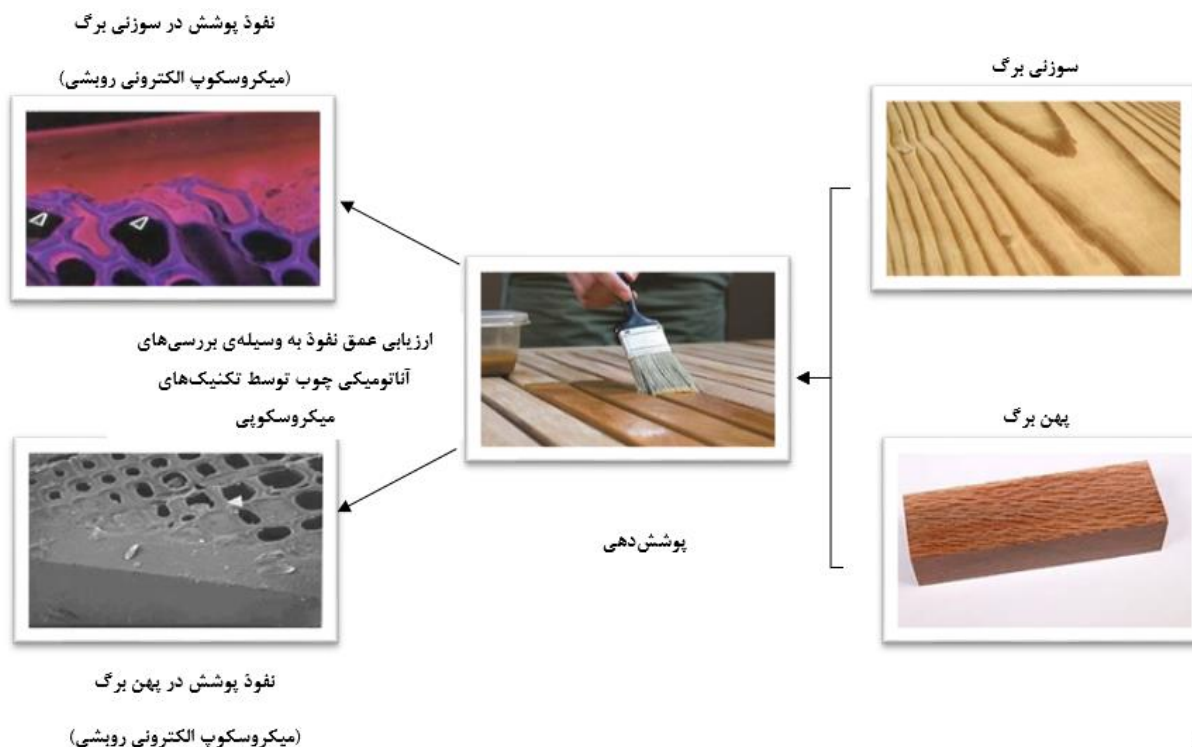 سوزنی برگ
پهن برگ
پوشش‌دهی
نفوذ پوشش در سوزنی برگ
(میکروسکوپ الکترونی روبشی)
ارزیابی عمق نفوذ به وسیله‌ی بررسی‌های
آناتومیکی چوب توسط تکنیک‌های
میکروسکوپی
نفوذ پوشش در پهن برگ
(میکروسکوپ الکترونی روبشی)